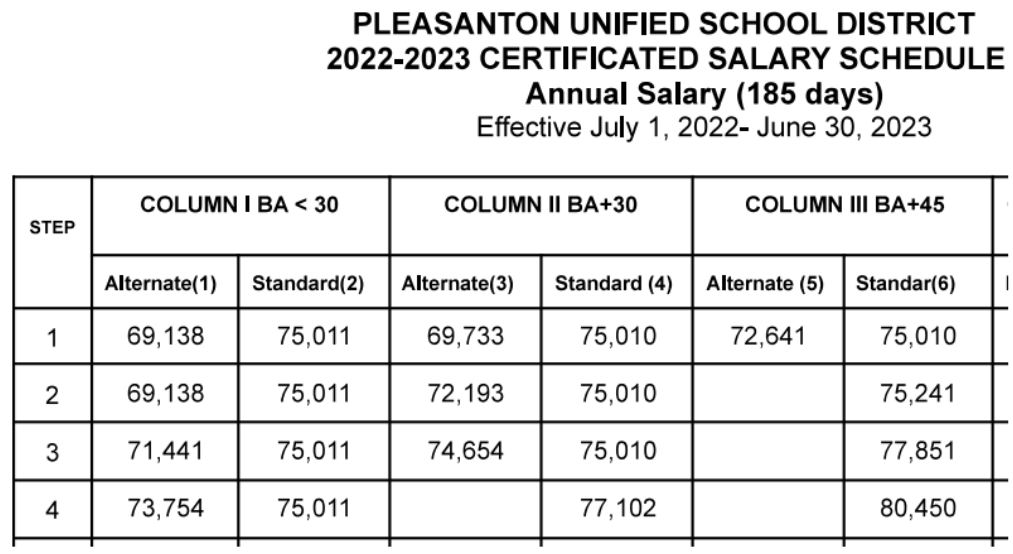 PLEASANTON UNIFIED SCHOOL DISTRICT
2022-2023 CERTIFICATED SALARY SCHEDULE
Annual Salary (185 days)
Effective July 1, 2022- June 30, 2023
STEP COLUMN I BA < 30 COLUMN II BA+30 COLUMN III BA+45
Alternate(1) Standard(2) Alternate(3) Standard (4) Alternate (5) Standar(6)
1 69,138 75,011 69,733 75,010 72,641 75,010
2 69,138 75,011 72,193 75,010 75,241
3 71,441 75,011 74,654 75,010 77,851
4 73,754 75,011 77,102 80,450